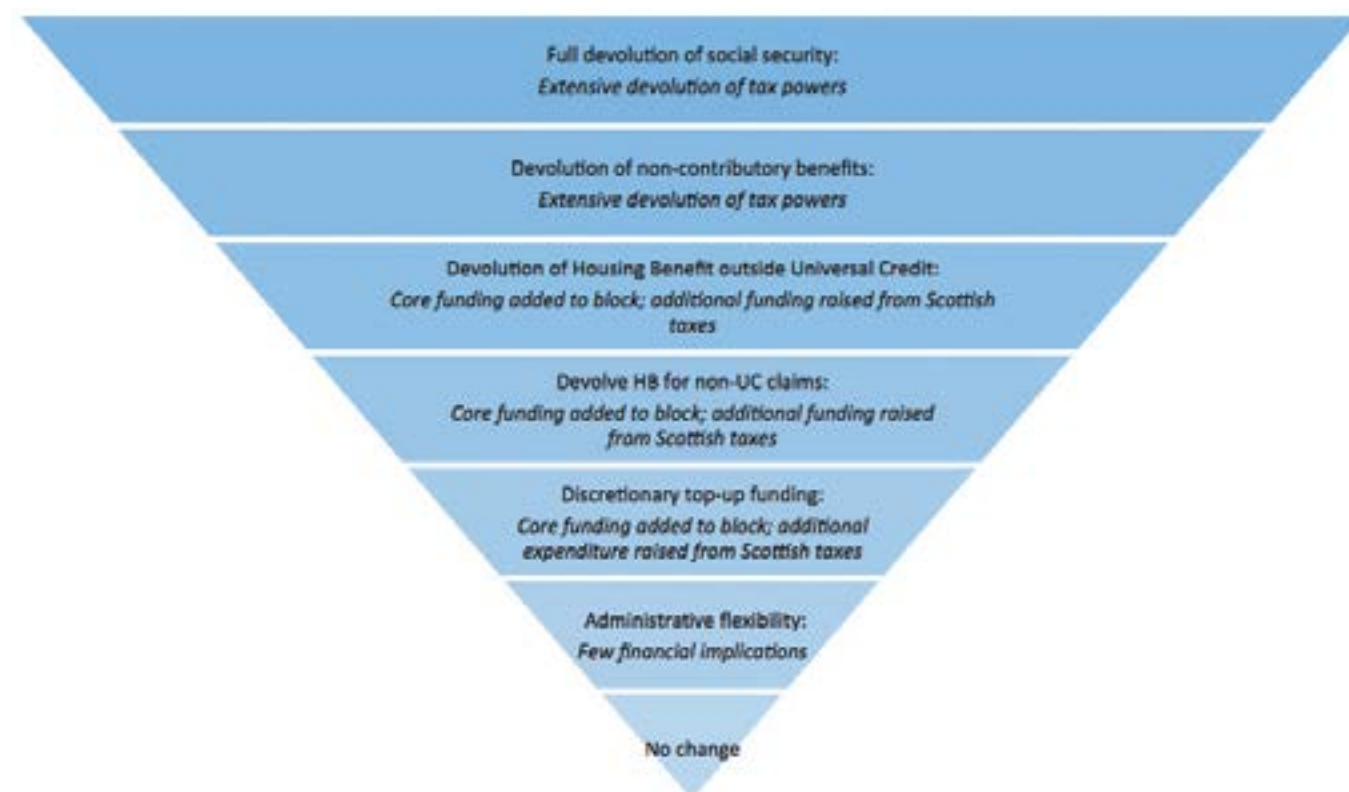 Full devolution of social security:
Extensive devolution of tax powers
Devolution of non-contributory benefits:
Extensive devolution of tax powers
Devolution of Housing Benefit outside Universal Credit:
Core funding added to block; additional funding raised from Scottish
taxes
Devolve HB for non-UC claims:
Core funding added to block; additional funding raised
from Scottish taxes
Discretionary top-up funding:
Core funding added to block; additional
expenditure raised from Scottish taxes
Administrative flexibility:
Few financial implications
No change